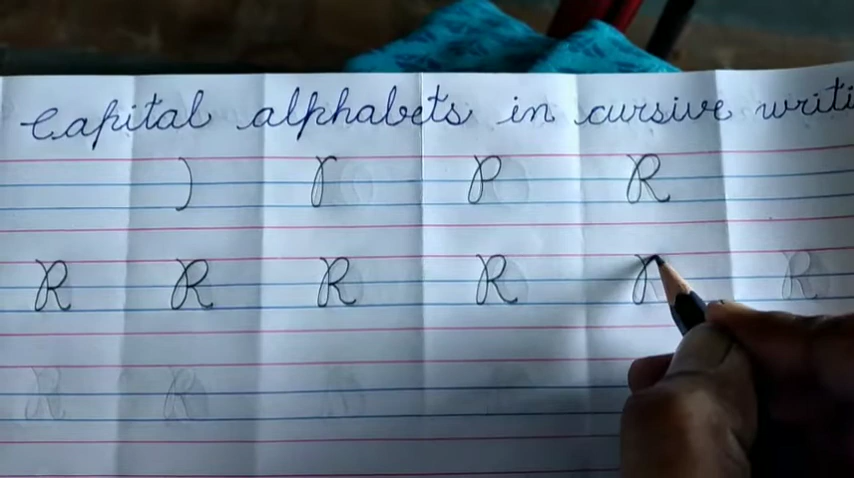 Capital alphabets in cursive writi
P R
R R R R
R
R R